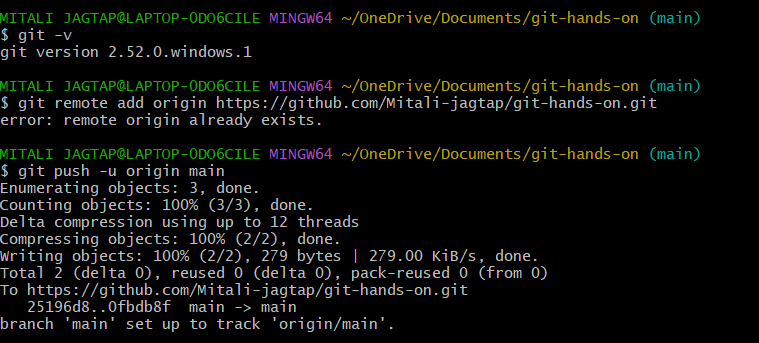 MITALI JAGTAP@LAPTOP-0DO6CILE MINGW64 ~/OneDrive/Documents/git-hands-on (main)
$ git -v
git version 2.52.0.windows.1
MITALI JAGTAP@LAPTOP-0DO6CILE MINGW64 ~/OneDrive/Documents/git-hands-on (main)
$ git remote add origin https://github.com/Mitali-jagtap/git-hands-on.git
error: remote origin already exists.
MITALI JAGTAP@LAPTOP-0DO6CILE MINGW64 ~/OneDrive/Documents/git-hands-on (main)
$ git push -u origin main
Enumerating objects: 3, done.
Counting objects: 100% (3/3), done.
Delta compression using up to 12 threads
Compressing objects: 100% (2/2), done.
Writing objects: 100% (2/2), 279 bytes | 279.00 KiB/s, done.
Total 2 (delta 0), reused 0 (delta 0), pack-reused 0 (from 0)
To https://github.com/Mitali-jagtap/git-hands-on.git
   25196d8..0fbdb8f  main -> main
branch 'main' set up to track 'origin/main'.